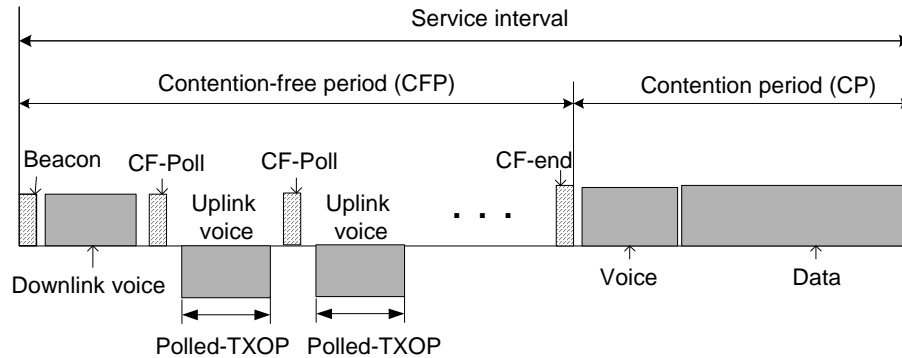 Service interval
Contention-free period (CFP)
Contention period (CP)
Beacon
CF-Poll
CF-Poll
CF-end
Uplink
voice
Uplink
voice
. . .
Downlink voice
Voice
Data
Polled-TXOP
Polled-TXOP